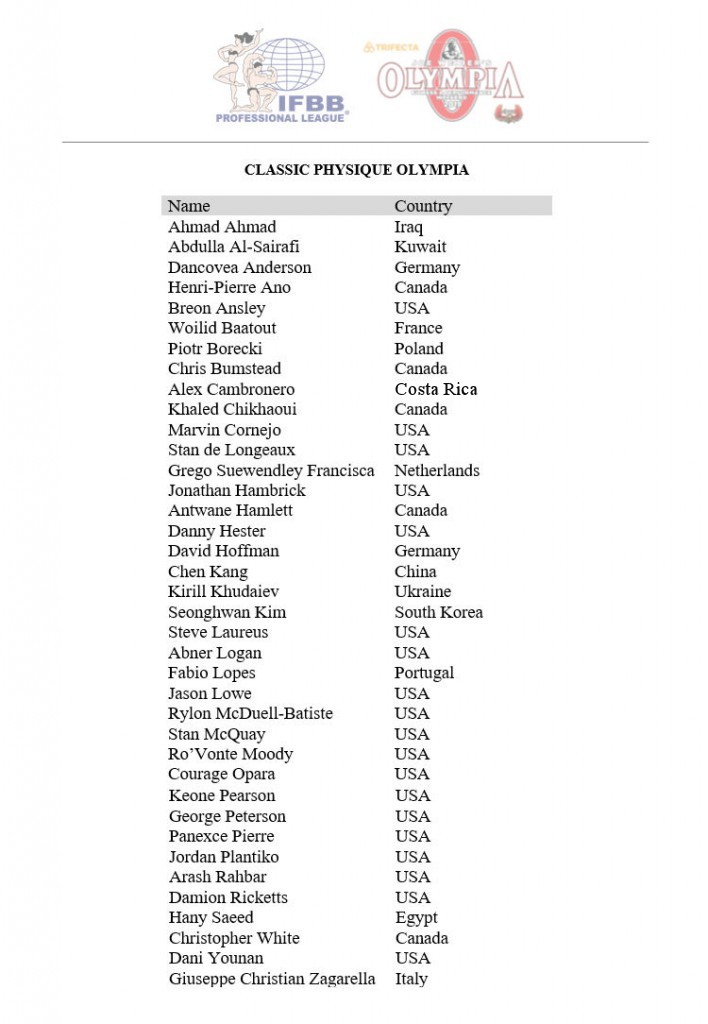 IFBB
PROFESSIONAL LEAGUE
TRIFECTA
OLYMPIA
CLASSIC PHYSIQUE OLYMPIA
Name Country
Ahmad Ahmad Iraq
Abdulla Al-Sairafi Kuwait
Dancovea Anderson Germany
Henri-Pierre Ano Canada
Breon Ansley USA
Woilid Baatout France
Piotr Borecki Poland
Chris Bumstead Canada
Alex Cambronero Costa Rica
Khaled Chikhaoui Canada
Marvin Cornejo USA
Stan de Longeaux USA
Grego Suewendley Francisca Netherlands
Jonathan Hambrick USA
Antwane Hamlett Canada
Danny Hester USA
David Hoffman Germany
Chen Kang China
Kirill Khudaiev Ukraine
Seonghwan Kim South Korea
Steve Laureus USA
Abner Logan USA
Fabio Lopes Portugal
Jason Lowe USA
Rylon McDuell-Batiste USA
Stan McQuay USA
Ro’Vonte Moody USA
Courage Opara USA
Keone Pearson USA
George Peterson USA
Panexce Pierre USA
Jordan Plantiko USA
Arash Rahbar USA
Damion Ricketts USA
Hany Saeed Egypt
Christopher White Canada
Dani Younan USA
Giuseppe Christian Zagarella Italy